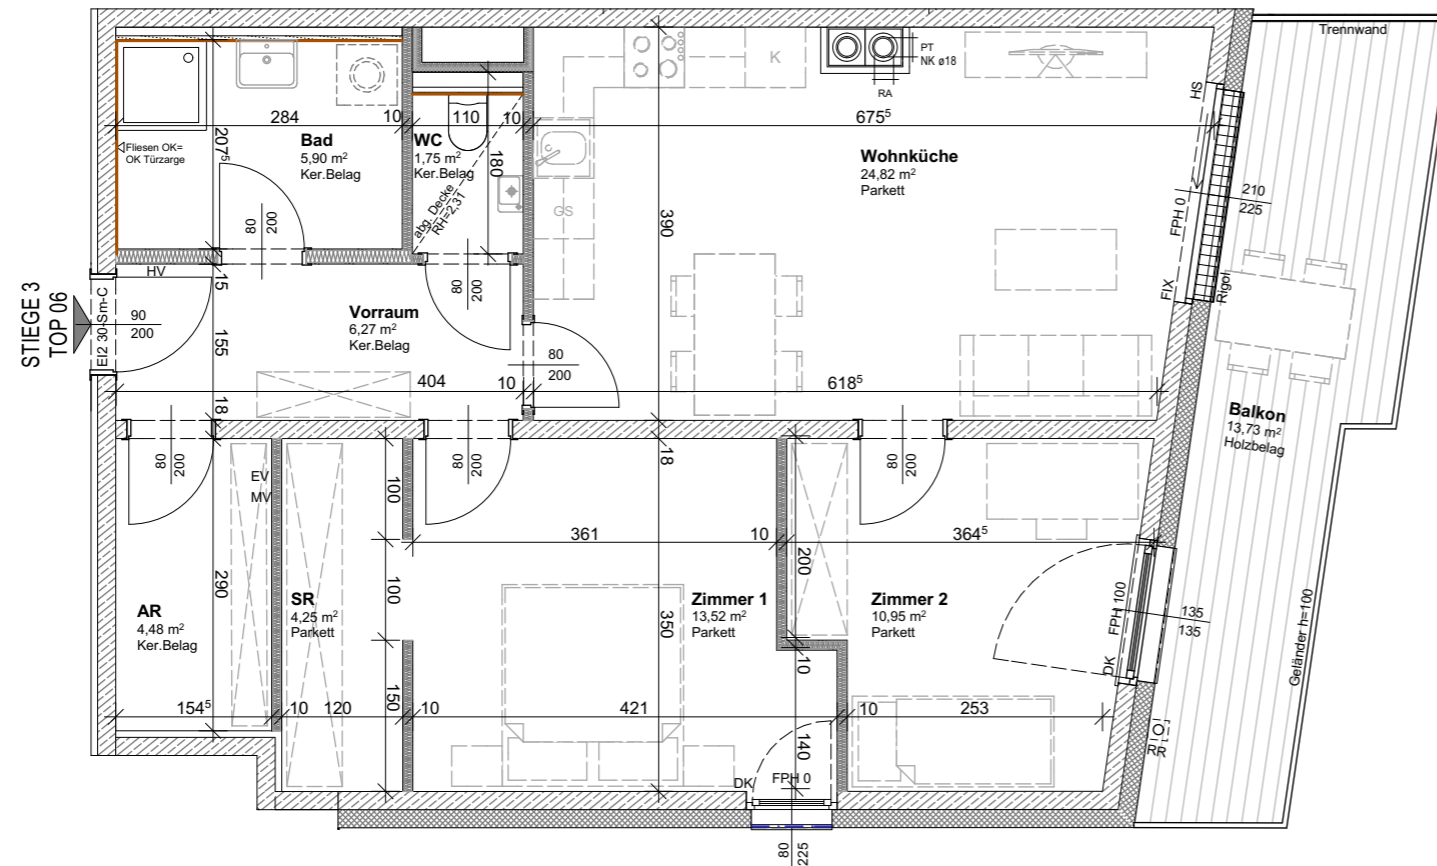 Trennwand
PT
NK ø18
RA
K
HS
284
10
110
10
675⁵
Bad
5,90 m²
Ker.Belag
WC
1,75 m²
Ker.Belag
Fliesen OK=
OK Türzarge
207⁵
180
abg. Decke
RH=2,31
GS
Wohnküche
24,82 m²
Parkett
390
210
225
FPH 0
FIX
Rigol
80
200
80
200
HV
15
STIEGE 3
TOP 06
EI2 30-Sm-C
90
200
155
Vorraum
6,27 m²
Ker.Belag
80
200
404
10
618⁵
18
Balkon
13,73 m²
Holzbelag
80
200
80
200
80
200
18
EV
MV
100
361
10
364⁵
200
290
100
350
AR
4,48 m²
Ker.Belag
SR
4,25 m²
Parkett
Zimmer 1
13,52 m²
Parkett
Zimmer 2
10,95 m²
Parkett
FPH 100
135
135
Geländer h=100
DK
10
150
154⁵
10
120
10
421
10
253
140
RR
DK
FPH 0
80
225